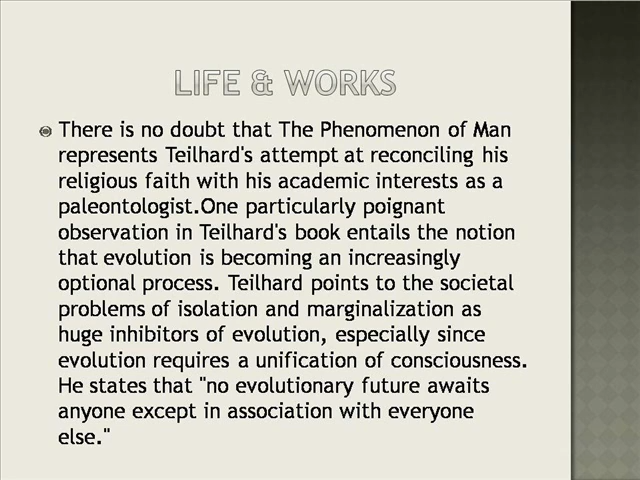 LIFE & WORKS
There is no doubt that The Phenomenon of Man
represents Teilhard's attempt at reconciling his
religious faith with his academic interests as a
paleontologist.One particularly poignant
observation in Teilhard's book entails the notion
that evolution is becoming an increasingly
optional process. Teilhard points to the societal
problems of isolation and marginalization as
huge inhibitors of evolution, especially since
evolution requires a unification of consciousness.
He states that "no evolutionary future awaits
anyone except in association with everyone
else."